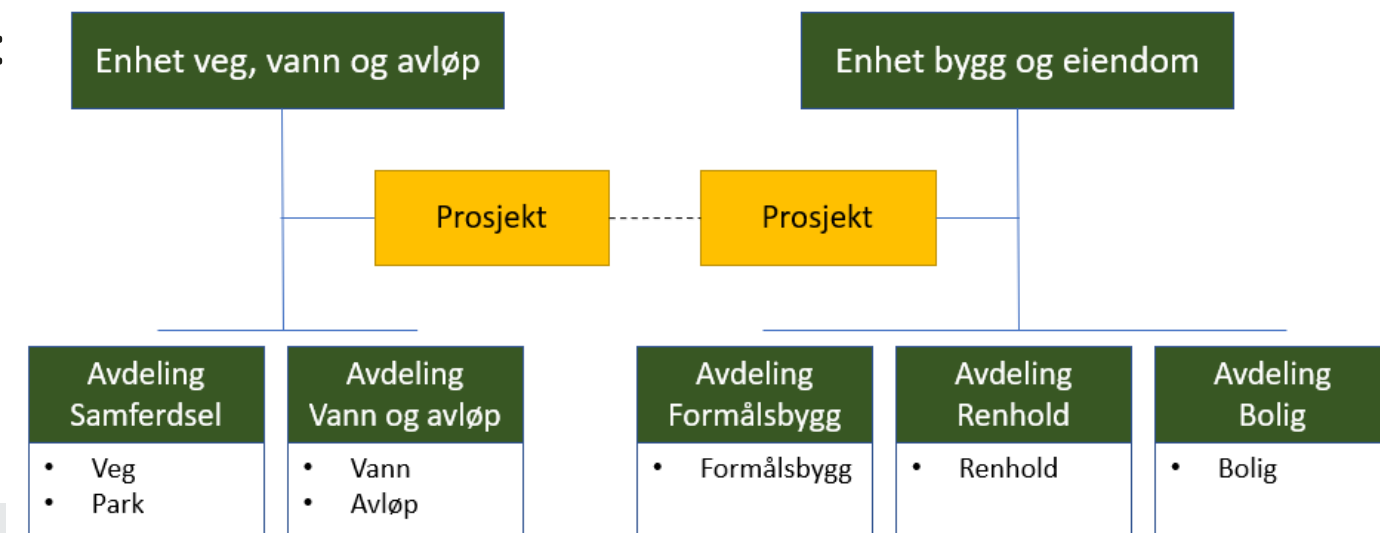 :
Enhet veg, vann og avløp
Enhet bygg og eiendom
Prosjekt
Prosjekt
Avdeling
Samferdsel
• Veg
• Park
Avdeling
Vann og avløp
• Vann
• Avløp
Avdeling
Formålsbygg
• Formålsbygg
Avdeling
Renhold
• Renhold
Avdeling
Bolig
• Bolig